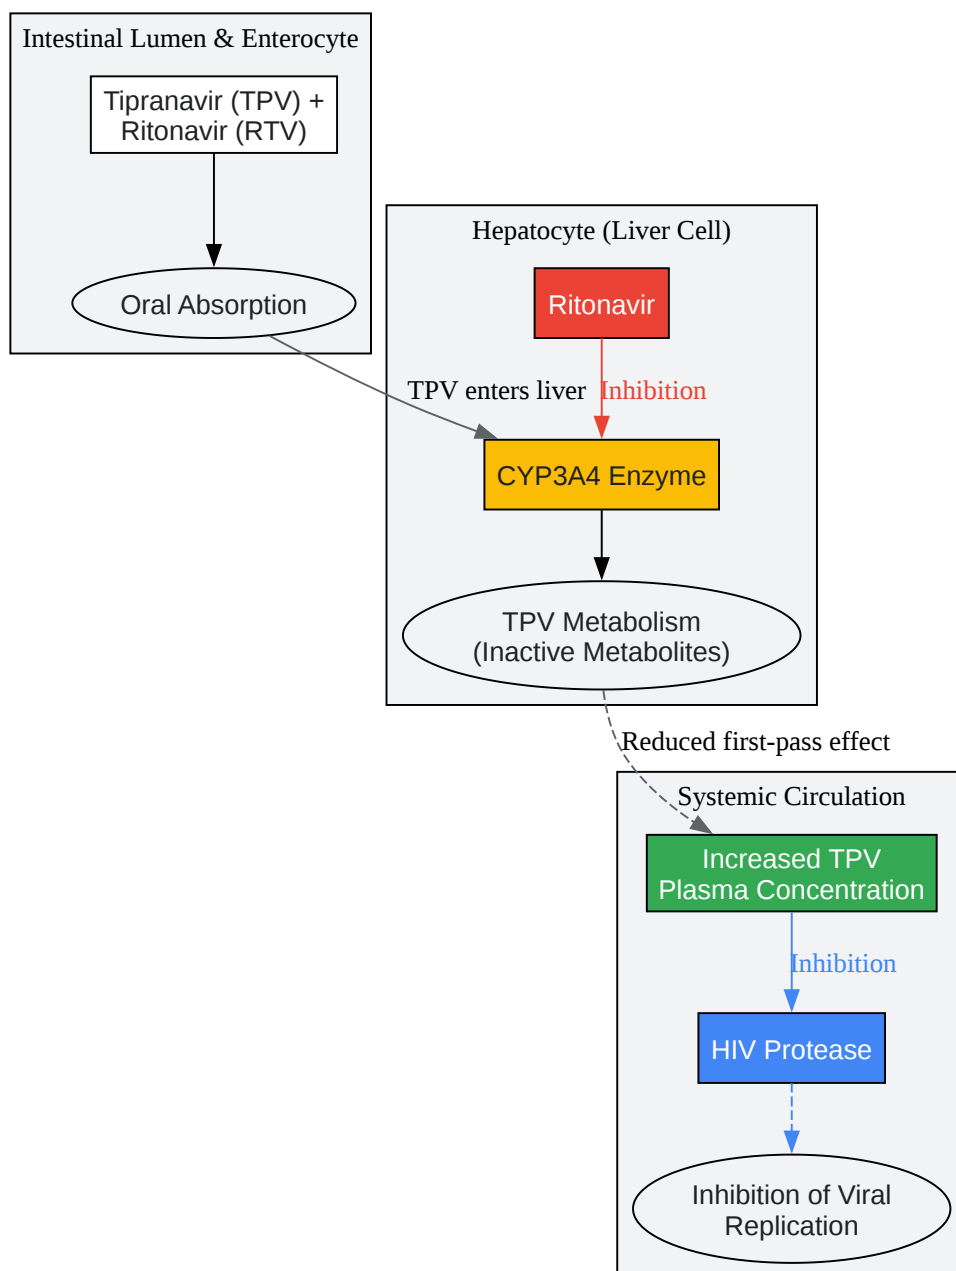 Intestinal Lumen & Enterocyte
Tipranavir (TPV) +
Ritonavir (RTV)
Oral Absorption
Hepatocyte (Liver Cell)
Ritonavir
TPV enters liver
Inhibition
CYP3A4 Enzyme
TPV Metabolism
(Inactive Metabolites)
Reduced first-pass effect
Systemic Circulation
Increased TPV
Plasma Concentration
Inhibition
HIV Protease
Inhibition of Viral
Replication